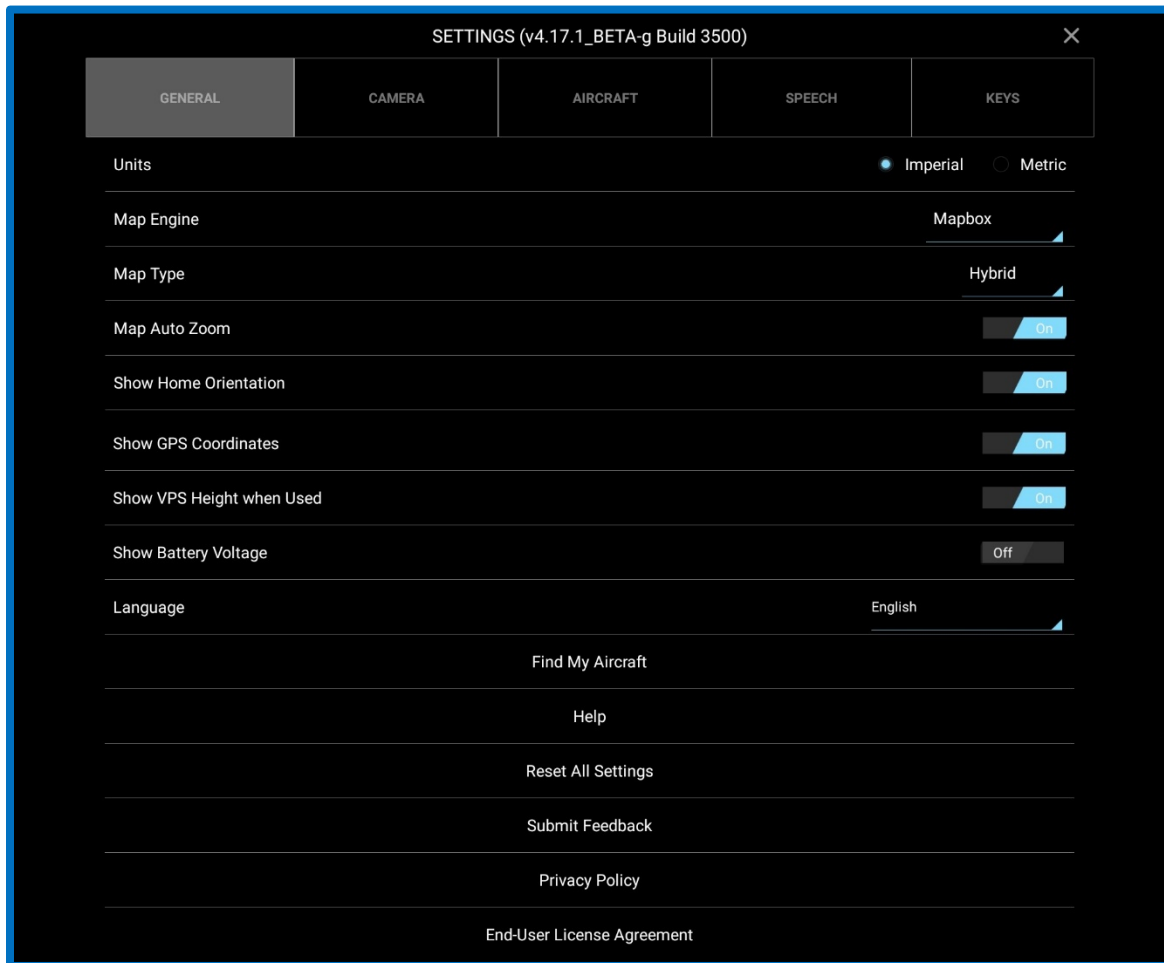 SETTINGS (v4.17.1_BETA-g Build 3500)
GENERAL CAMERA AIRCRAFT SPEECH KEYS
Units Imperial Metric
Map Engine Mapbox
Map Type Hybrid
Map Auto Zoom On
Show Home Orientation On
Show GPS Coordinates On
Show VPS Height when Used On
Show Battery Voltage Off
Language English
Find My Aircraft
Help
Reset All Settings
Submit Feedback
Privacy Policy
End-User License Agreement